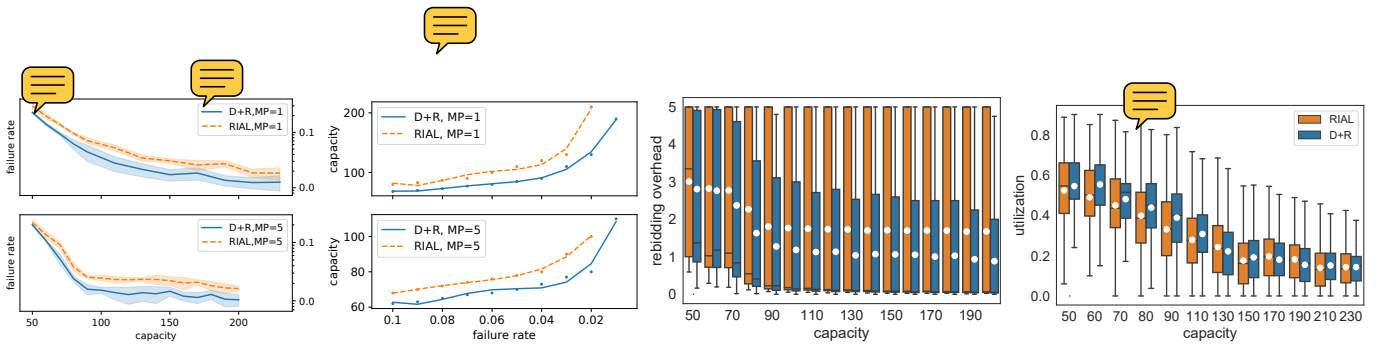 D+R,MP=1
RIAL,MP=1
failure rate
0.1
0.0
D+R,MP=5
RIAL,MP=5
failure rate
0.1
0.0
50 100 150 200
capacity
D+R, MP=1
RIAL, MP=1
capacity
200
100
D+R, MP=5
RIAL, MP=5
capacity
100
80
60
0.1 0.08 0.06 0.04 0.02
failure rate
rebidding overhead
5
4
3
2
1
0
50 70 90 110 130 150 170 190
capacity
RIAL
D+R
utilization
0.8
0.6
0.4
0.2
0.0
50 60 70 80 90 110 130 150 170 190 210 230
capacity